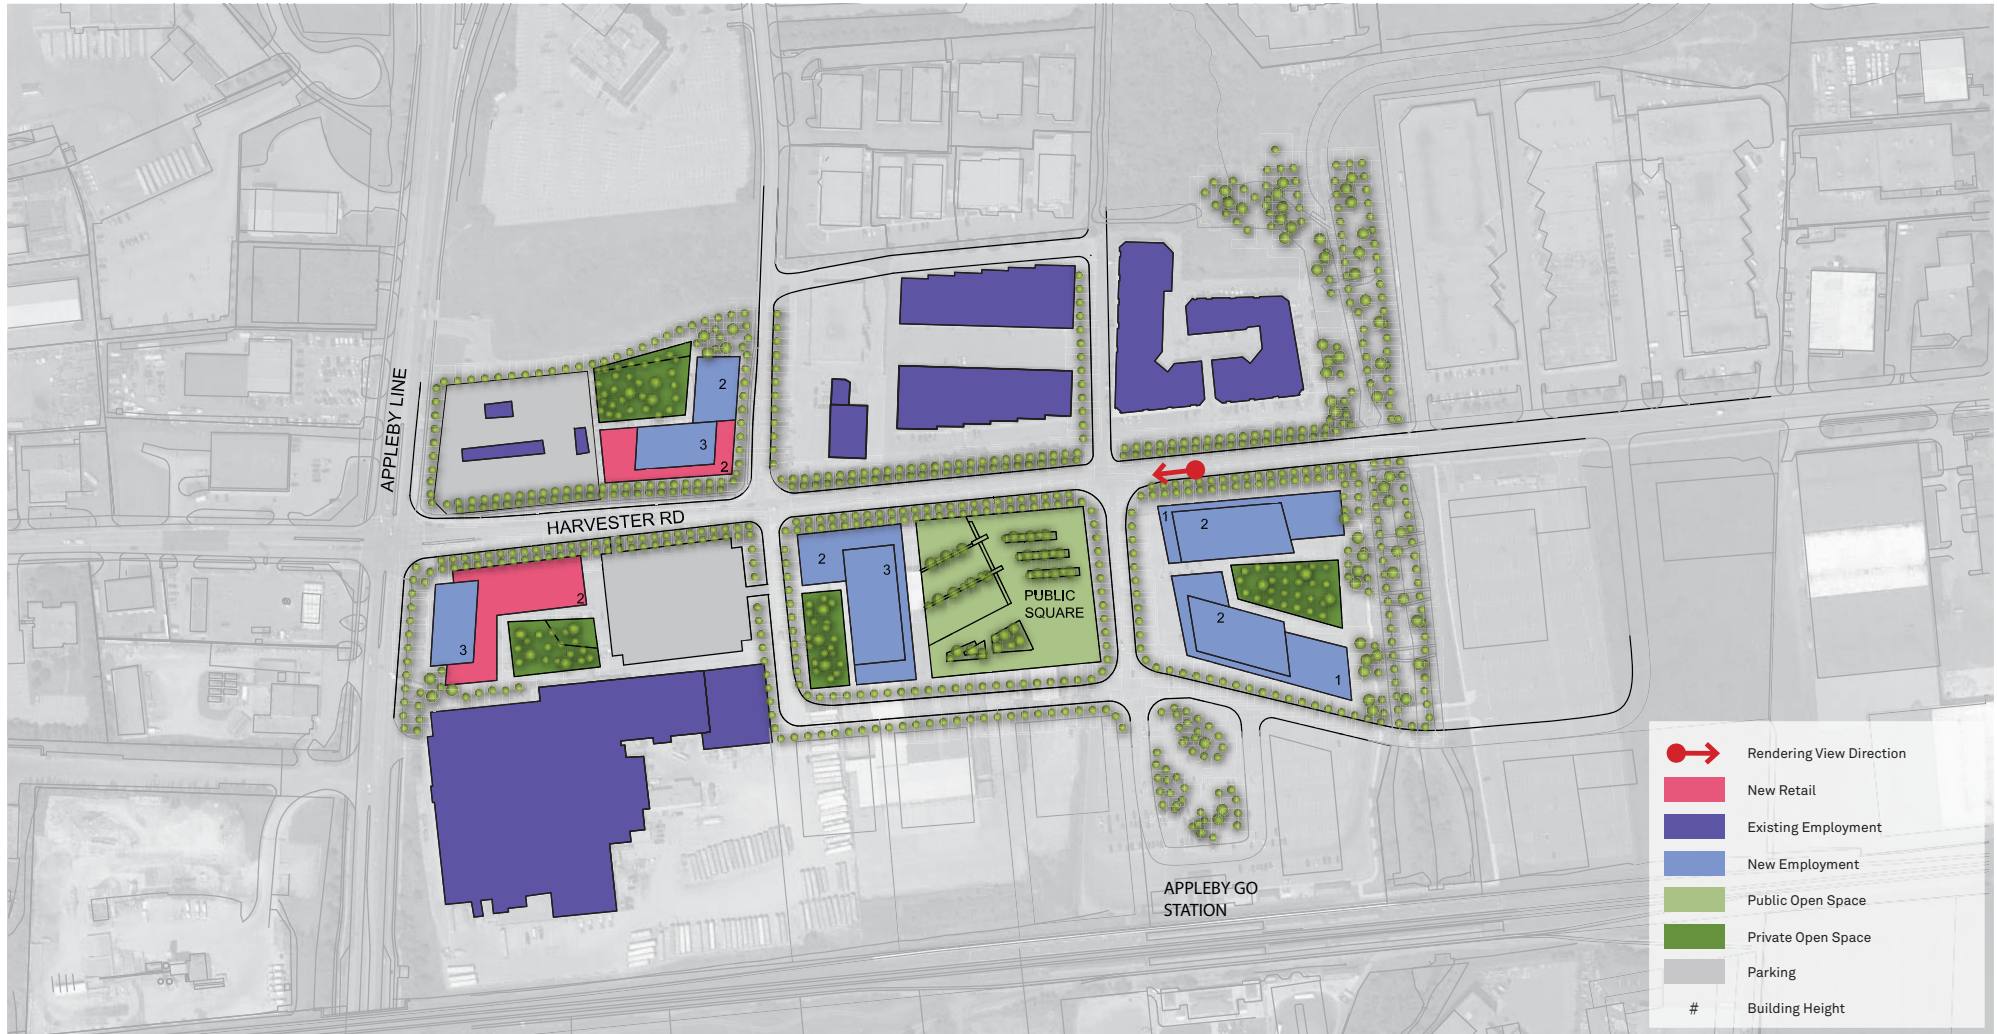 APPLEBY LINE
2
3
2
HARVESTER RD
2
3
2
3
PUBLIC
SQUARE
1
2
2
1
APPLEBY GO
STATION
Rendering View Direction
New Retail
Existing Employment
New Employment
Public Open Space
Private Open Space
Parking
# Building Height